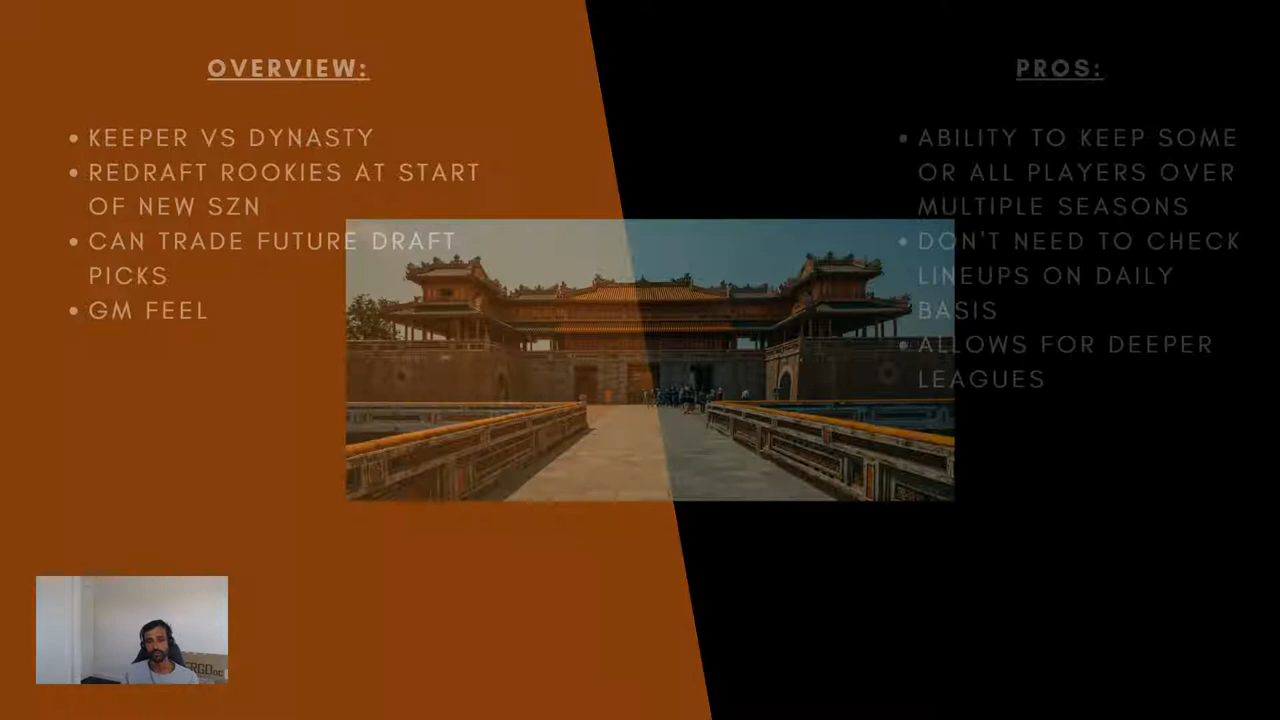 OVERVIEW:
• KEEPER VS DYNASTY
• REDRAFT ROOKIES AT START
OF NEW SZN
• CAN TRADE FUTURE DRAFT
PICKS
• GM FEEL
PROS:
• ABILITY TO KEEP SOME
OR ALL PLAYERS OVER
MULTIPLE SEASONS
• DON'T NEED TO CHECK
LINEUPS ON DAILY
BASIS
• ALLOWS FOR DEEPER
LEAGUES